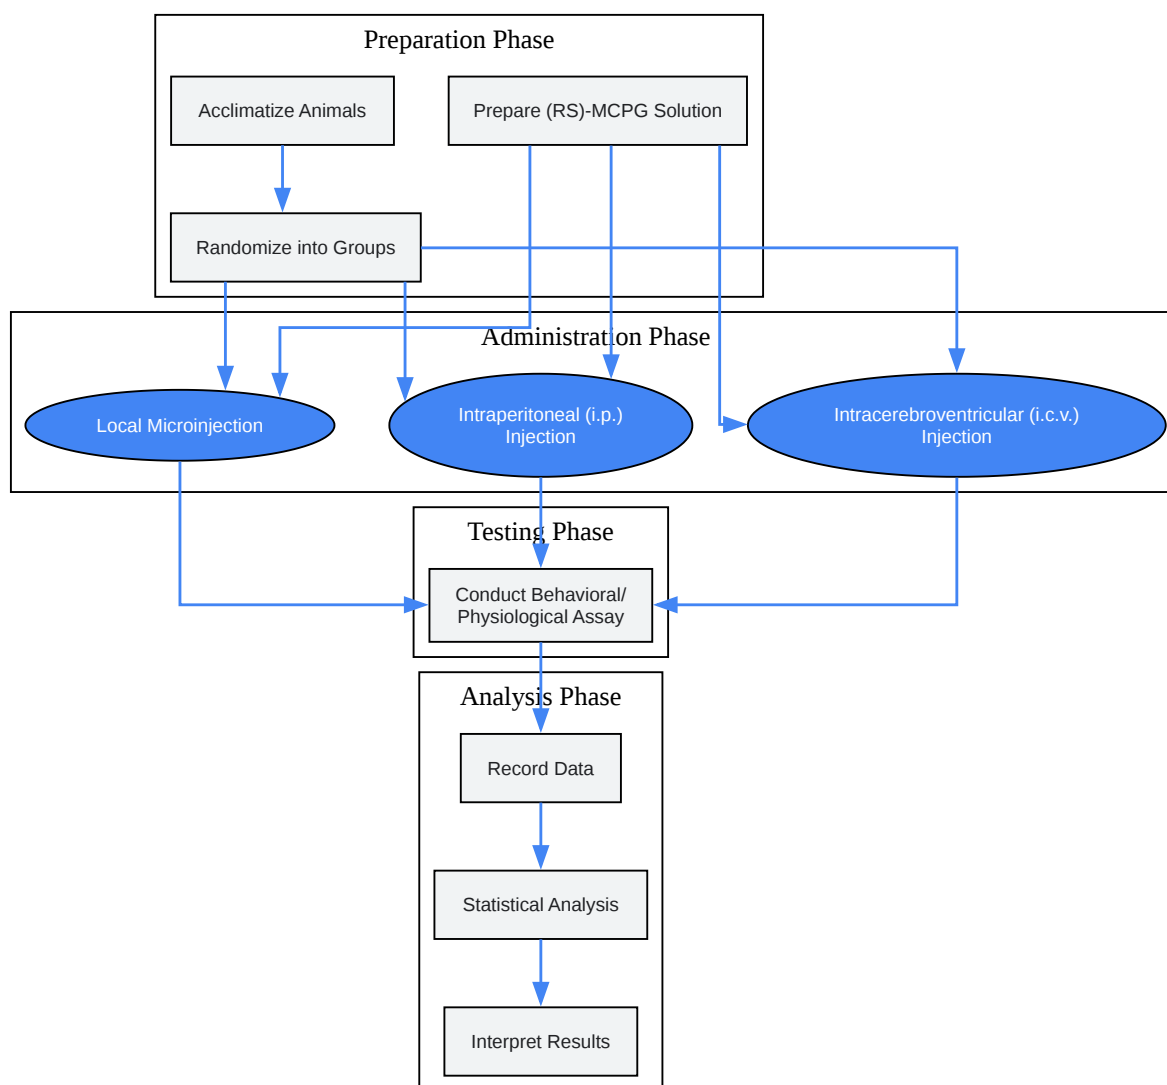 Preparation Phase
Acclimatize Animals
Prepare (RS)-MCPG Solution
Randomize into Groups
Administration Phase
Local Microinjection
Intraperitoneal (i.p.)
Injection
Intracerebroventricular (i.c.v.)
Injection
Testing Phase
Conduct Behavioral/
Physiological Assay
Analysis Phase
Record Data
Statistical Analysis
Interpret Results